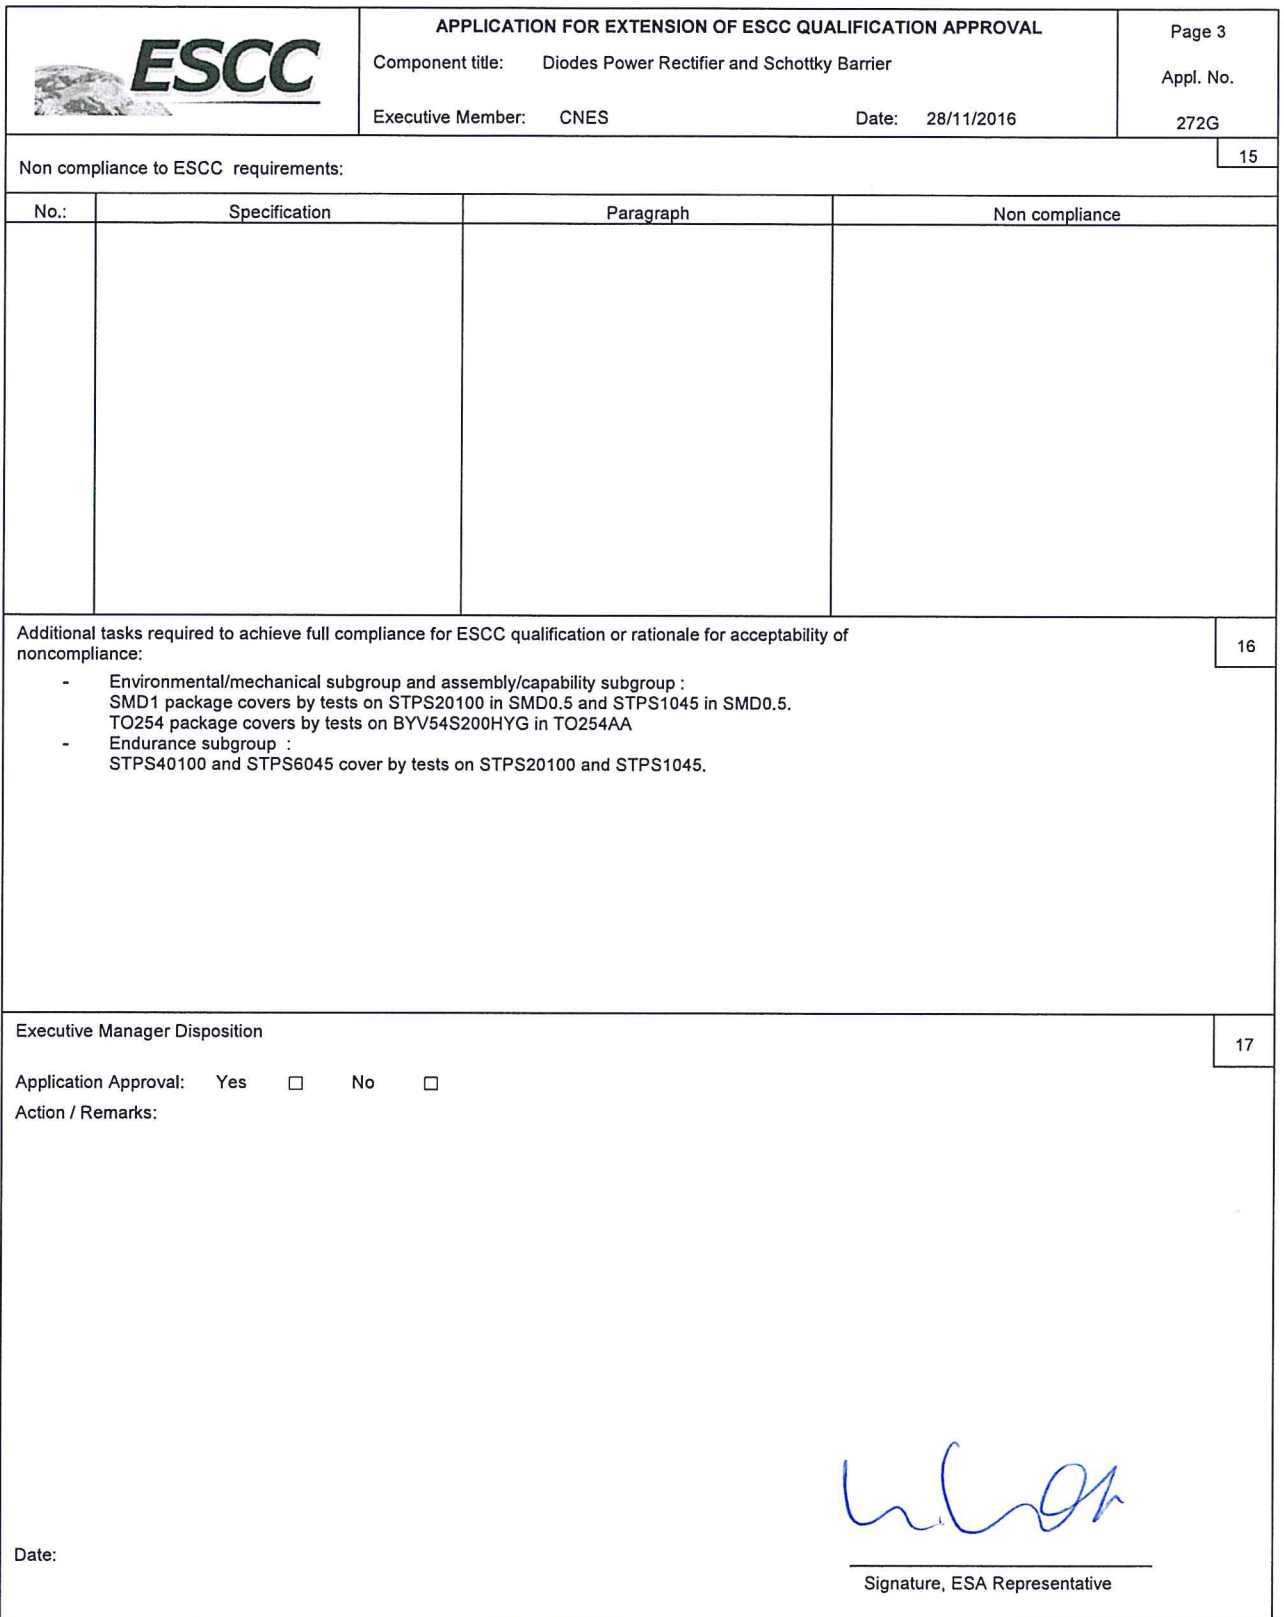 ESCC
APPLICATION FOR EXTENSION OF ESCC QUALIFICATION APPROVAL
Component title: Diodes Power Rectifier and Schottky Barrier
Executive Member: CNES Date: 28/11/2016
Page 3
Appl. No.
272G
Non compliance to ESCC requirements:
15
No.: Specification Paragraph Non compliance
Additional tasks required to achieve full compliance for ESCC qualification or rationale for acceptability of
noncompliance:
16
- Environmental/mechanical subgroup and assembly/capability subgroup :
SMD1 package covers by tests on STPS20100 in SMD0.5 and STPS1045 in SMD0.5.
TO254 package covers by tests on BYV54S200HYG in TO254AA
- Endurance subgroup :
STPS40100 and STPS6045 cover by tests on STPS20100 and STPS1045.
Executive Manager Disposition
17
Application Approval: Yes ☐ No ☐
Action / Remarks:
Date:
Signature, ESA Representative